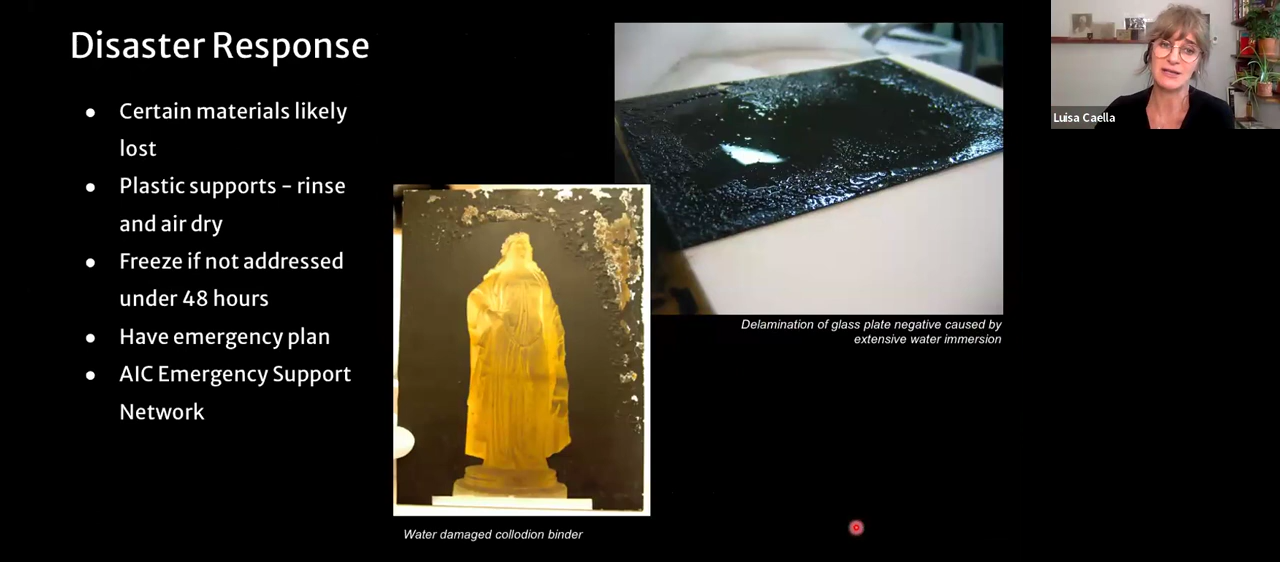 Disaster Response
● Certain materials likely
lost
● Plastic supports - rinse
and air dry
● Freeze if not addressed
under 48 hours
● Have emergency plan
● AIC Emergency Support
Network
Delamination of glass plate negative caused by
extensive water immersion
Water damaged collodion binder
Luisa Caella